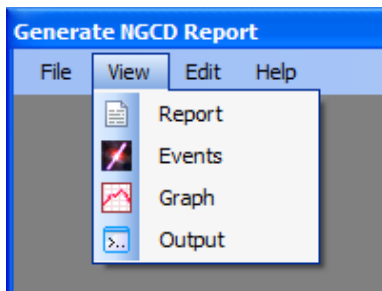 Generate NGCD Report
File View Edit Help
Report
Events
Graph
Output